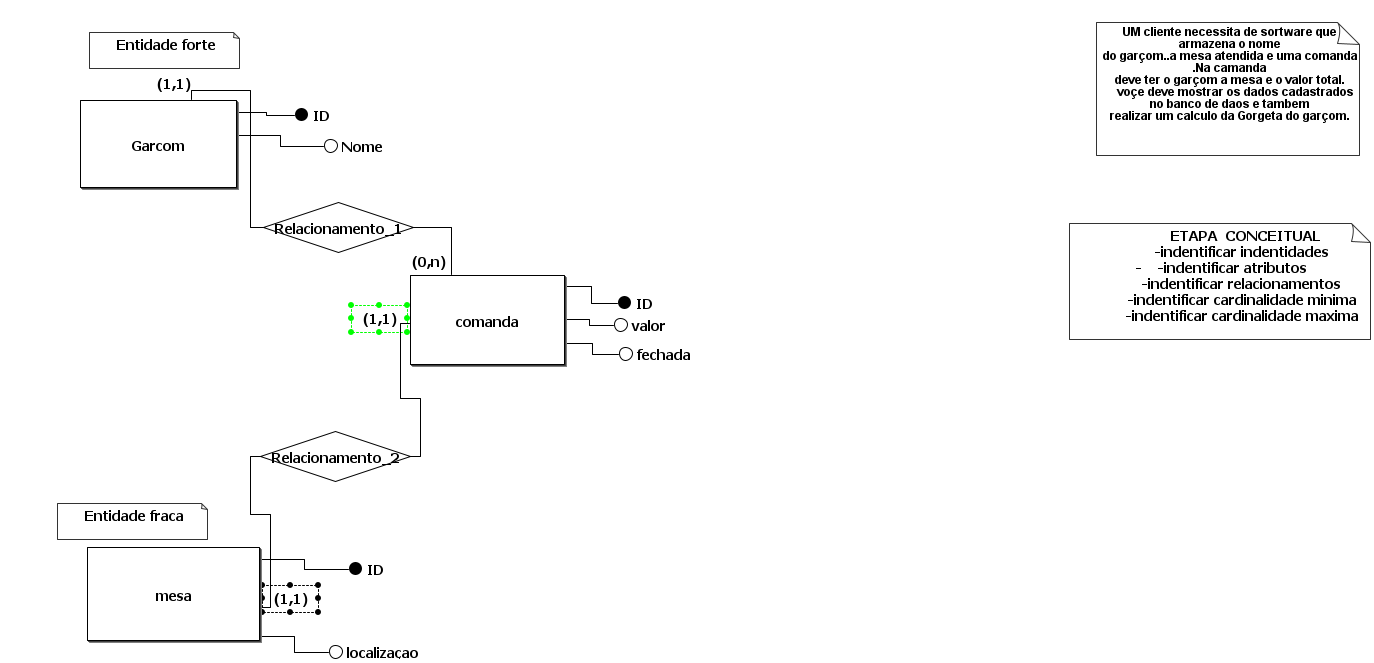 Entidade forte
(1,1)
Garcom
ID
Nome
Relacionamento_1
(0,n)
(1,1)
comanda
ID
valor
fechada
Relacionamento_2
Entidade fraca
mesa
ID
(1,1)
localizaçao
UM cliente necessita de sortware que
armazena o nome
do garçom..a mesa atendida e uma comanda
.Na camanda
deve ter o garçom a mesa e o valor total.
voçe deve mostrar os dados cadastrados
no banco de daos e tambem
realizar um calculo da Gorgeta do garçom.
ETAPA CONCEITUAL
-indentificar indentidades
- -indentificar atributos
-indentificar relacionamentos
-indentificar cardinalidade minima
-indentificar cardinalidade maxima